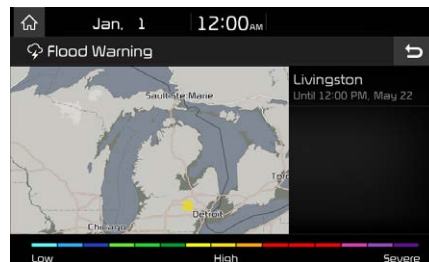 Jan. 1 12:00AM
Flood Warning
Livingston
Until 12:00 PM, May 22
Sault Ste Marie
Toro
Detroit
Chicago
Low High Severe